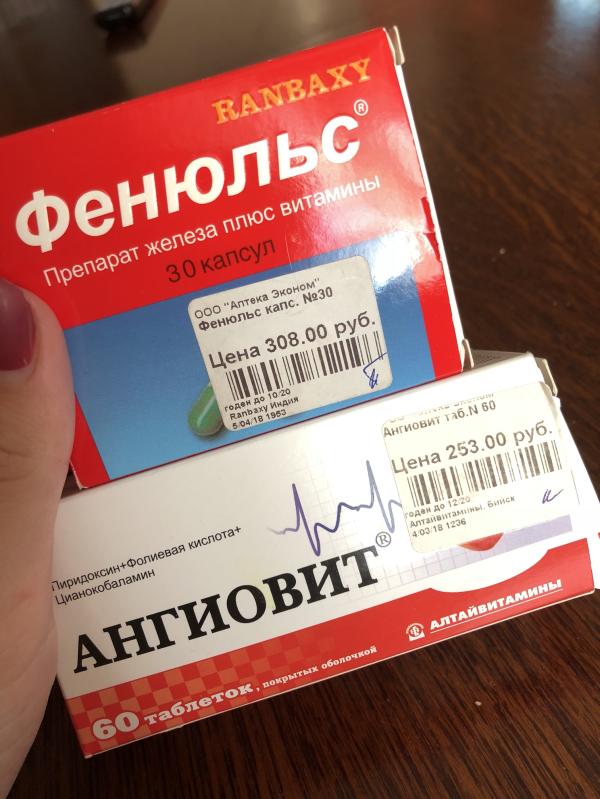 RANBAXY
Фенюльс®
Препарат железа плюс витамины
30 капсул
ООО "Аптека Эконом"
Фенюльс капс. №30
Цена 308.00 руб.
годен до 10/20
Ranbaxy Индия
5/04/18 1963
Ангиовит таб.N 60
Цена 253.00 руб.
годен до 12/20
Алтайвитамины, Бийск
4/03/18 1236
Пиридоксин+Фолиевая кислота+
Цианокобаламин
АНГИОВИТ®
АЛТАЙВИТАМИНЫ
60 таблеток, покрытых оболочкой